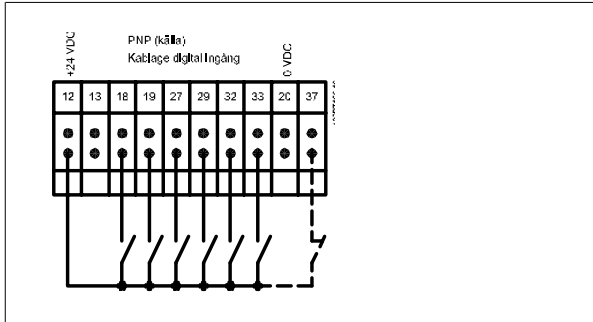 +24 VDC
PNP (källa)
Kablage digital ingång
0 VDC
12 13 18 19 27 29 32 33 20 37